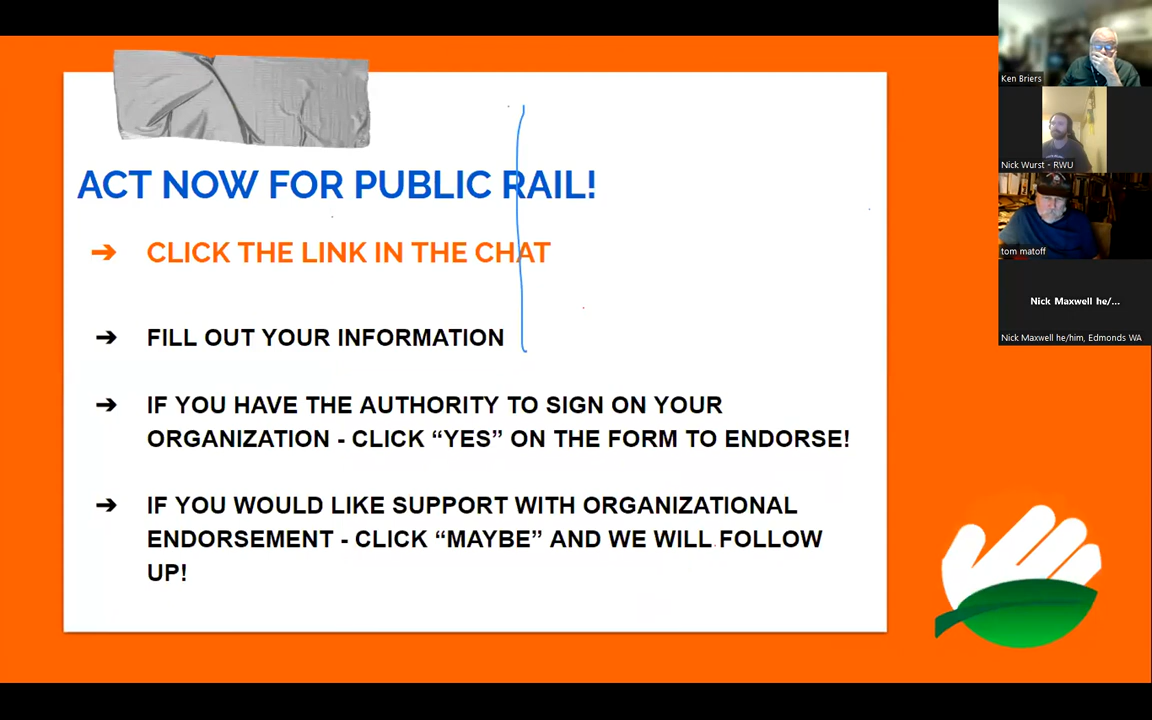 ACT NOW FOR PUBLIC RAIL!
➔ CLICK THE LINK IN THE CHAT
➔ FILL OUT YOUR INFORMATION
➔ IF YOU HAVE THE AUTHORITY TO SIGN ON YOUR
ORGANIZATION - CLICK “YES” ON THE FORM TO ENDORSE!
➔ IF YOU WOULD LIKE SUPPORT WITH ORGANIZATIONAL
ENDORSEMENT - CLICK “MAYBE” AND WE WILL FOLLOW
UP!
Ken Briers
Nick Wurst - RWU
tom matoff
Nick Maxwell he/...
Nick Maxwell he/him, Edmonds WA